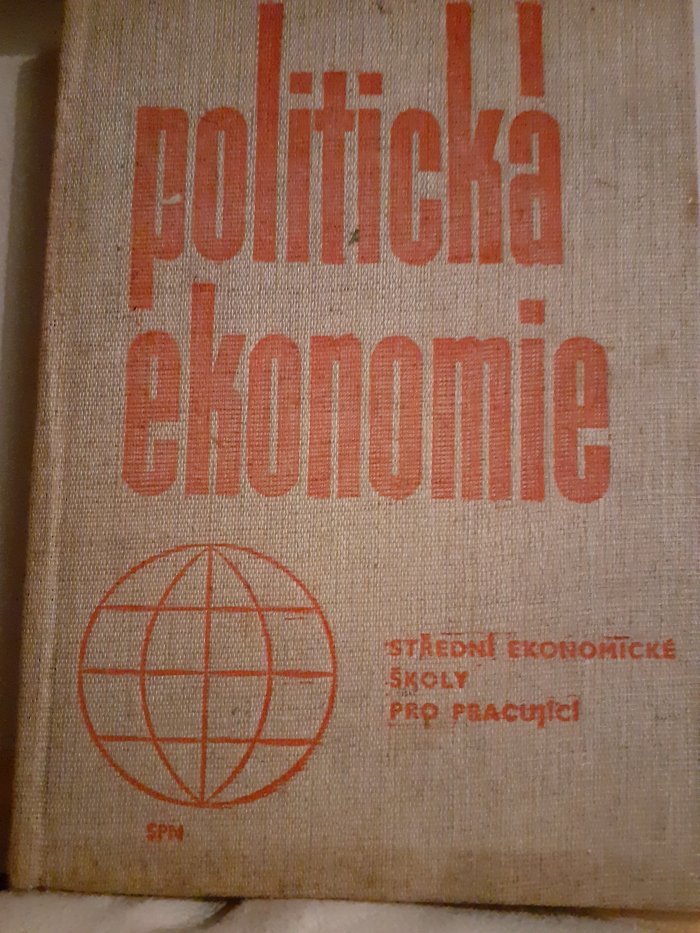 politická
ekonomie
STŘEDNÍ EKONOMICKÉ
ŠKOLY
PRO PRACUJÍCÍ
SPN